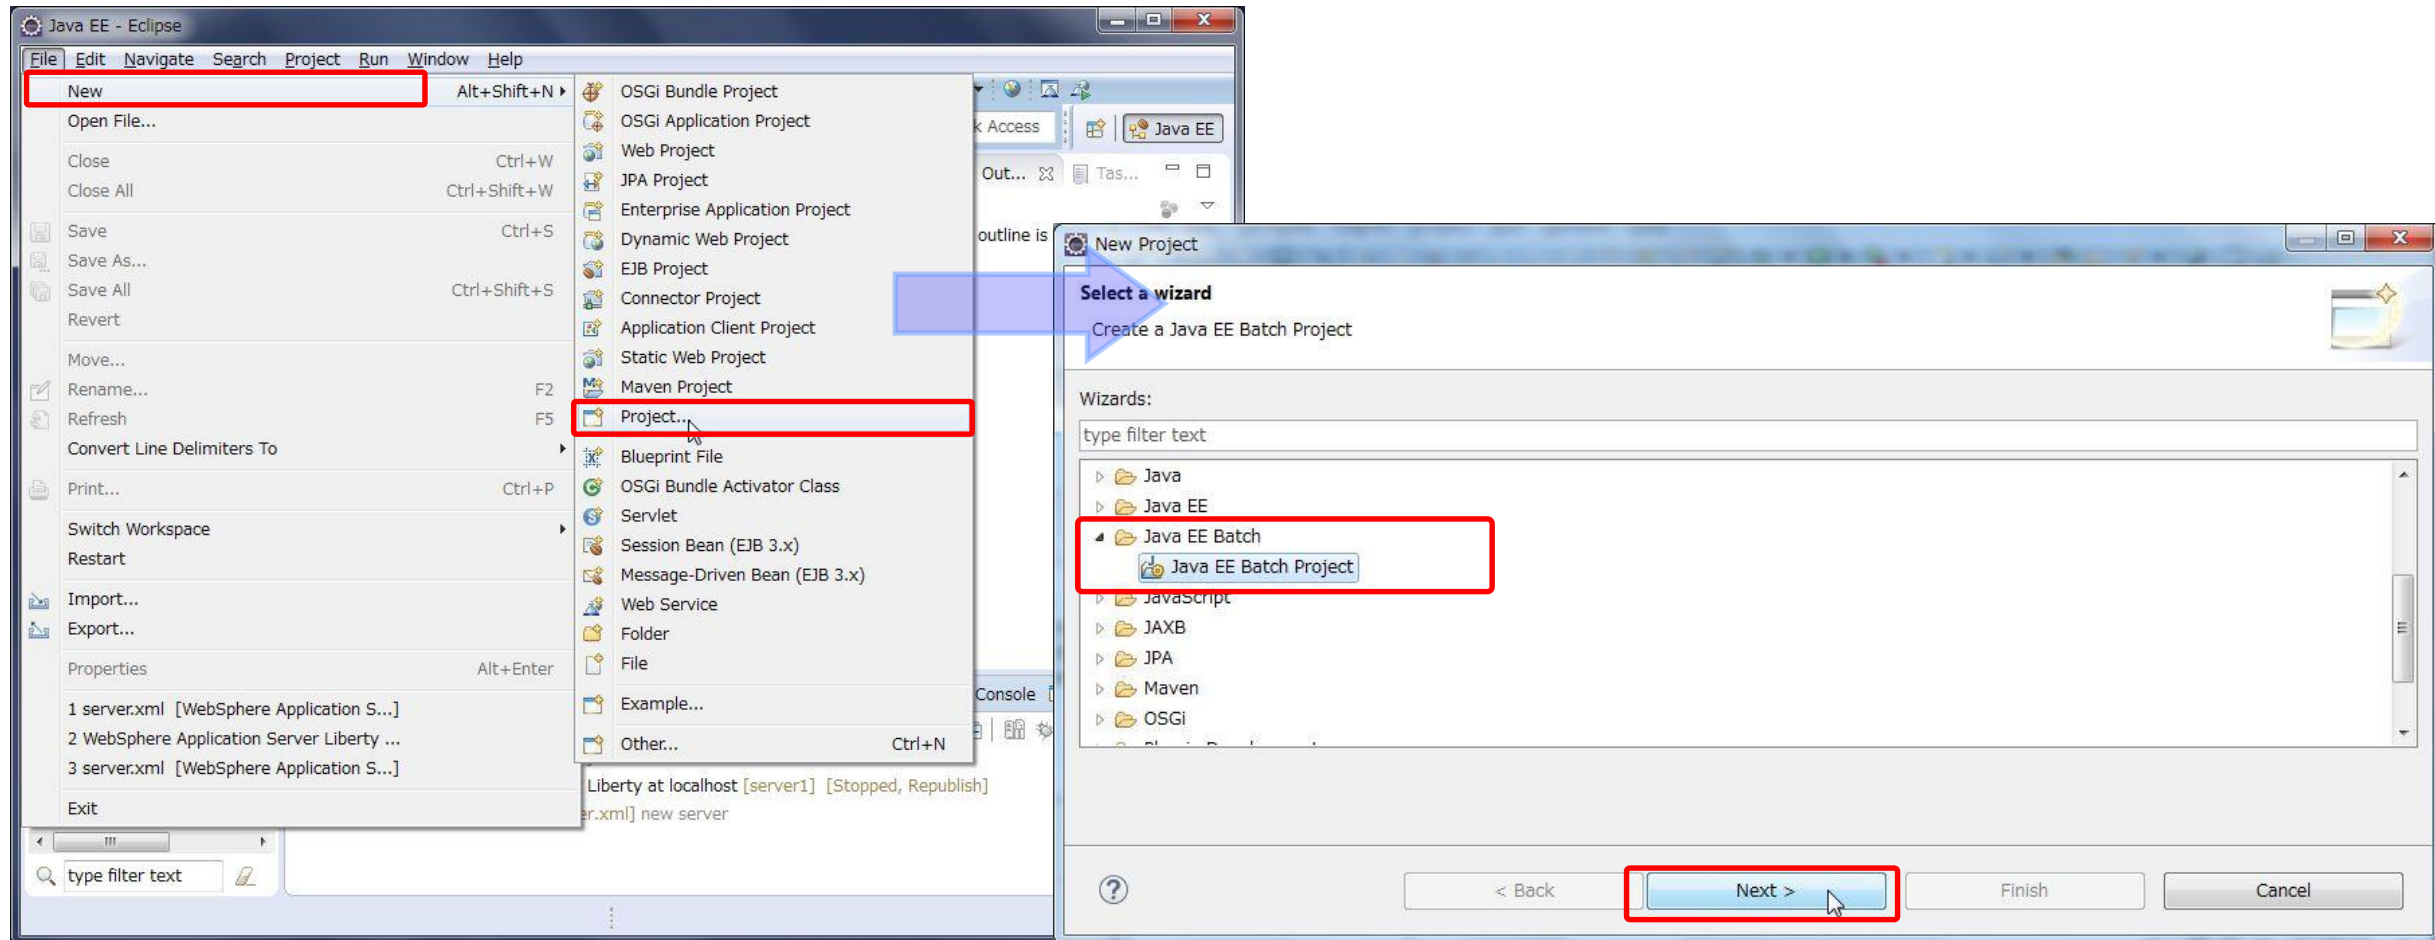 Java EE - Eclipse
File Edit Navigate Search Project Run Window Help
New Alt+Shift+N
Open File...
Close Ctrl+W
Close All Ctrl+Shift+W
Save Ctrl+S
Save As...
Save All Ctrl+Shift+S
Revert
Move...
Rename... F2
Refresh F5
Convert Line Delimiters To
Print... Ctrl+P
Switch Workspace
Restart
Import...
Export...
Properties Alt+Enter
1 server.xml [WebSphere Application S...]
2 WebSphere Application Server Liberty ...
3 server.xml [WebSphere Application S...]
Exit
type filter text
OSGi Bundle Project
OSGi Application Project
Web Project
JPA Project
Enterprise Application Project
Dynamic Web Project
EJB Project
Connector Project
Application Client Project
Static Web Project
Maven Project
Project...
Blueprint File
OSGi Bundle Activator Class
Servlet
Session Bean (EJB 3.x)
Message-Driven Bean (EJB 3.x)
Web Service
Folder
File
Example...
Other... Ctrl+N
k Access
Java EE
Out... Tas...
outline is
Console
Liberty at localhost [server1] [Stopped, Republish]
er.xml] new server
New Project
Select a wizard
Create a Java EE Batch Project
Wizards:
type filter text
Java
Java EE
Java EE Batch
Java EE Batch Project
JavaScript
JAXB
JPA
Maven
OSGi
< Back Next > Finish Cancel